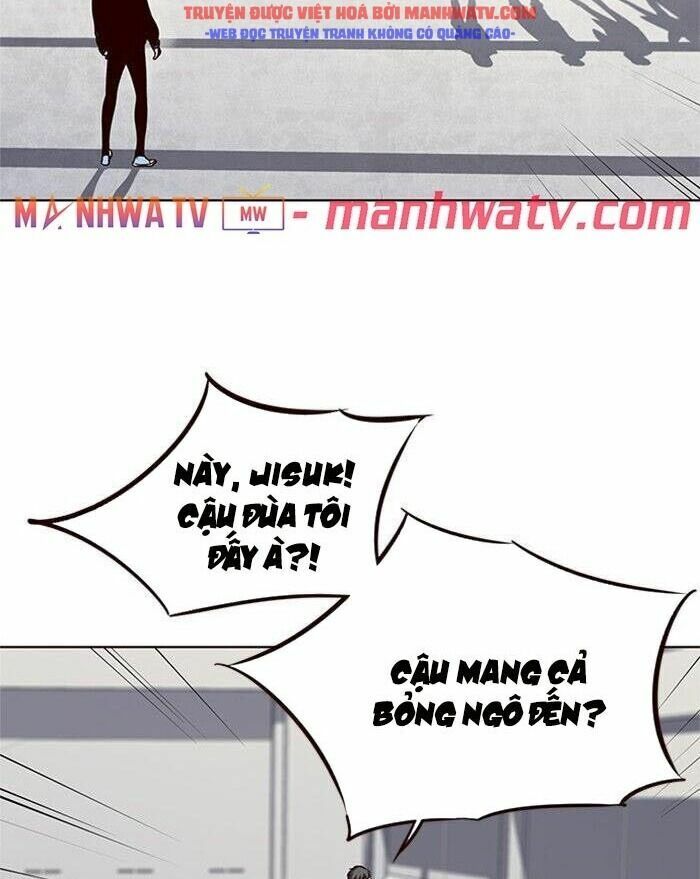 TRUYỆN ĐƯỢC VIỆT HOÁ BỞI MANHWATV.COM
-WEB ĐỌC TRUYỆN TRANH KHÔNG CÓ QUẢNG CÁO-
MANHWA TV MW - manhwatv.com
NÀY, JISUK!
CẬU ĐÙA TÔI
ĐẤY À?!
CẬU MANG CẢ
BỎNG NGÔ ĐẾN?